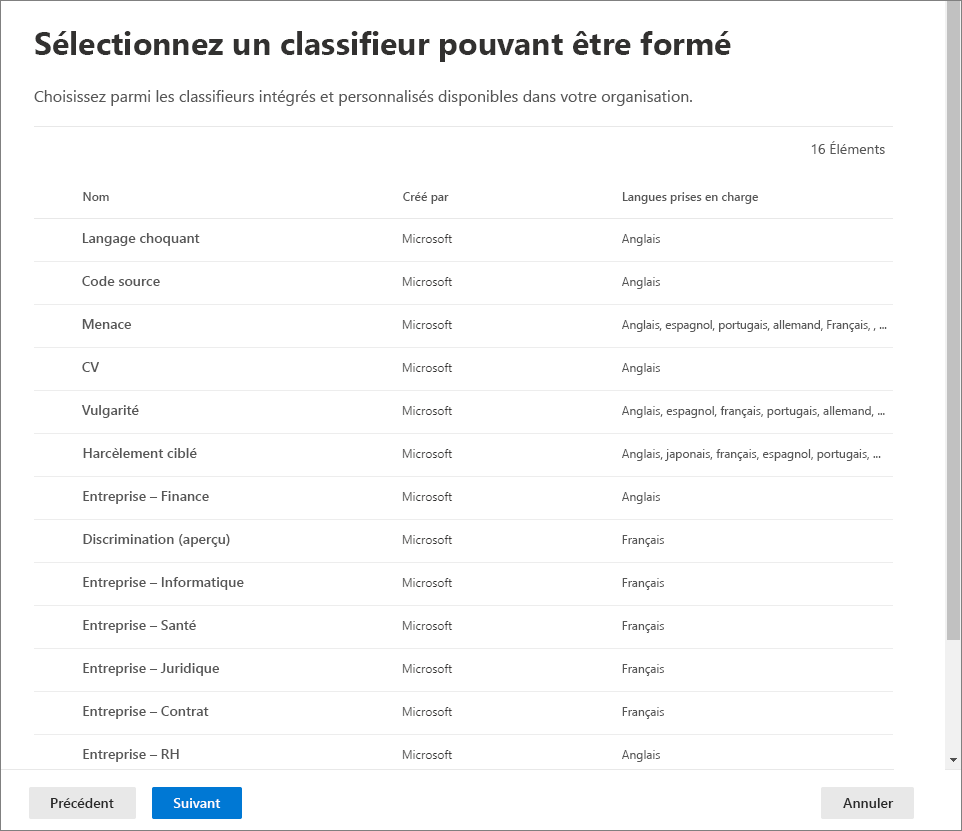 Sélectionnez un classifieur pouvant être formé
Choisissez parmi les classifieurs intégrés et personnalisés disponibles dans votre organisation.
16 Éléments
Nom Créé par Langues prises en charge
Langage choquant Microsoft Anglais
Code source Microsoft Anglais
Menace Microsoft Anglais, espagnol, portugais, allemand, Français, , ...
CV Microsoft Anglais
Vulgarité Microsoft Anglais, espagnol, français, portugais, allemand, ...
Harcèlement ciblé Microsoft Anglais, japonais, français, espagnol, portugais, ...
Entreprise – Finance Microsoft Anglais
Discrimination (aperçu) Microsoft Français
Entreprise – Informatique Microsoft Français
Entreprise – Santé Microsoft Français
Entreprise – Juridique Microsoft Français
Entreprise – Contrat Microsoft Français
Entreprise – RH Microsoft Anglais
Précédent Suivant Annuler